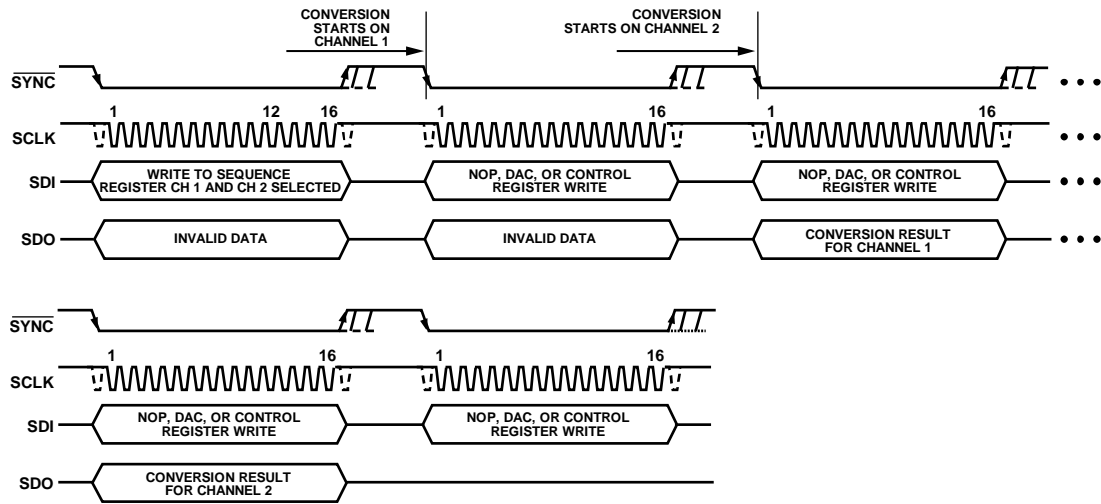 CONVERSION
STARTS ON
CHANNEL 1
CONVERSION
STARTS ON CHANNEL 2
SYNC
1 12 16 1 16 1 16
SCLK
SDI
WRITE TO SEQUENCE
REGISTER CH 1 AND CH 2 SELECTED
NOP, DAC, OR CONTROL
REGISTER WRITE
NOP, DAC, OR CONTROL
REGISTER WRITE
SDO
INVALID DATA
INVALID DATA
CONVERSION RESULT
FOR CHANNEL 1
SYNC
1 16 1 16
SCLK
SDI
NOP, DAC, OR CONTROL
REGISTER WRITE
NOP, DAC, OR CONTROL
REGISTER WRITE
SDO
CONVERSION RESULT
FOR CHANNEL 2